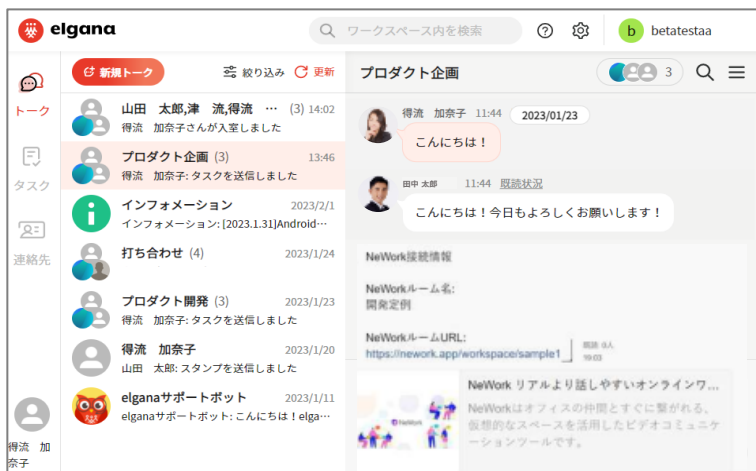 elgana
ワークスペース内を検索
b betatestaa
トーク
タスク
連絡先
得流 加
奈子
新規トーク
絞り込み
更新
山田 太郎,津 流,得流 … (3) 14:02
得流 加奈子さんが入室しました
プロダクト企画 (3) 13:46
得流 加奈子: タスクを送信しました
インフォメーション 2023/2/1
インフォメーション: [2023.1.31]Android…
打ち合わせ (4) 2023/1/24
プロダクト開発 (3) 2023/1/23
得流 加奈子: タスクを送信しました
得流 加奈子 2023/1/20
山田 太郎: スタンプを送信しました
elganaサポートボット 2023/1/11
elganaサポートボット: こんにちは！elga…
プロダクト企画
3
得流 加奈子 11:44
2023/01/23
こんにちは！
田中 太郎 11:44 既読状況
こんにちは！今日もよろしくお願いします！
NeWork接続情報
NeWorkルーム名:
開発定例
NeWorkルームURL:
https://nework.app/workspace/sample1
既読: 0人
19:03
NeWork
NeWork リアルより話しやすいオンラインワ...
NeWorkはオフィスの仲間とすぐに繋がれる、
仮想的なスペースを活用したビデオコミュニケ
ーションツールです。